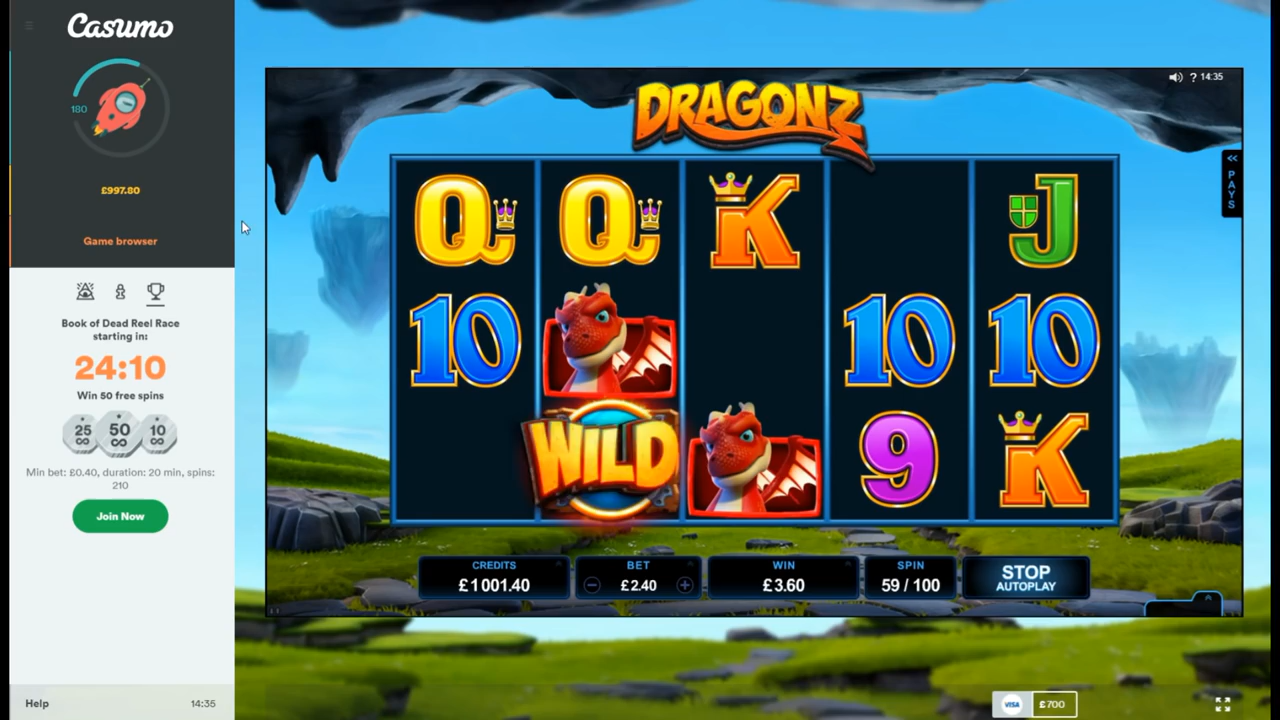 Casumo
180
£997.80
Game browser
Book of Dead Reel Race
starting in:
24:10
Win 50 free spins
25 50 10
Min bet: £0.40, duration: 20 min, spins:
210
Join Now
Help 14:35
? 14:35
DRAGONZ
PAYS
Q Q K J
10 10 10
WILD 9 K
CREDITS BET WIN SPIN
£1001.40 £2.40 £3.60 59 / 100
STOP
AUTOPLAY
VISA £700